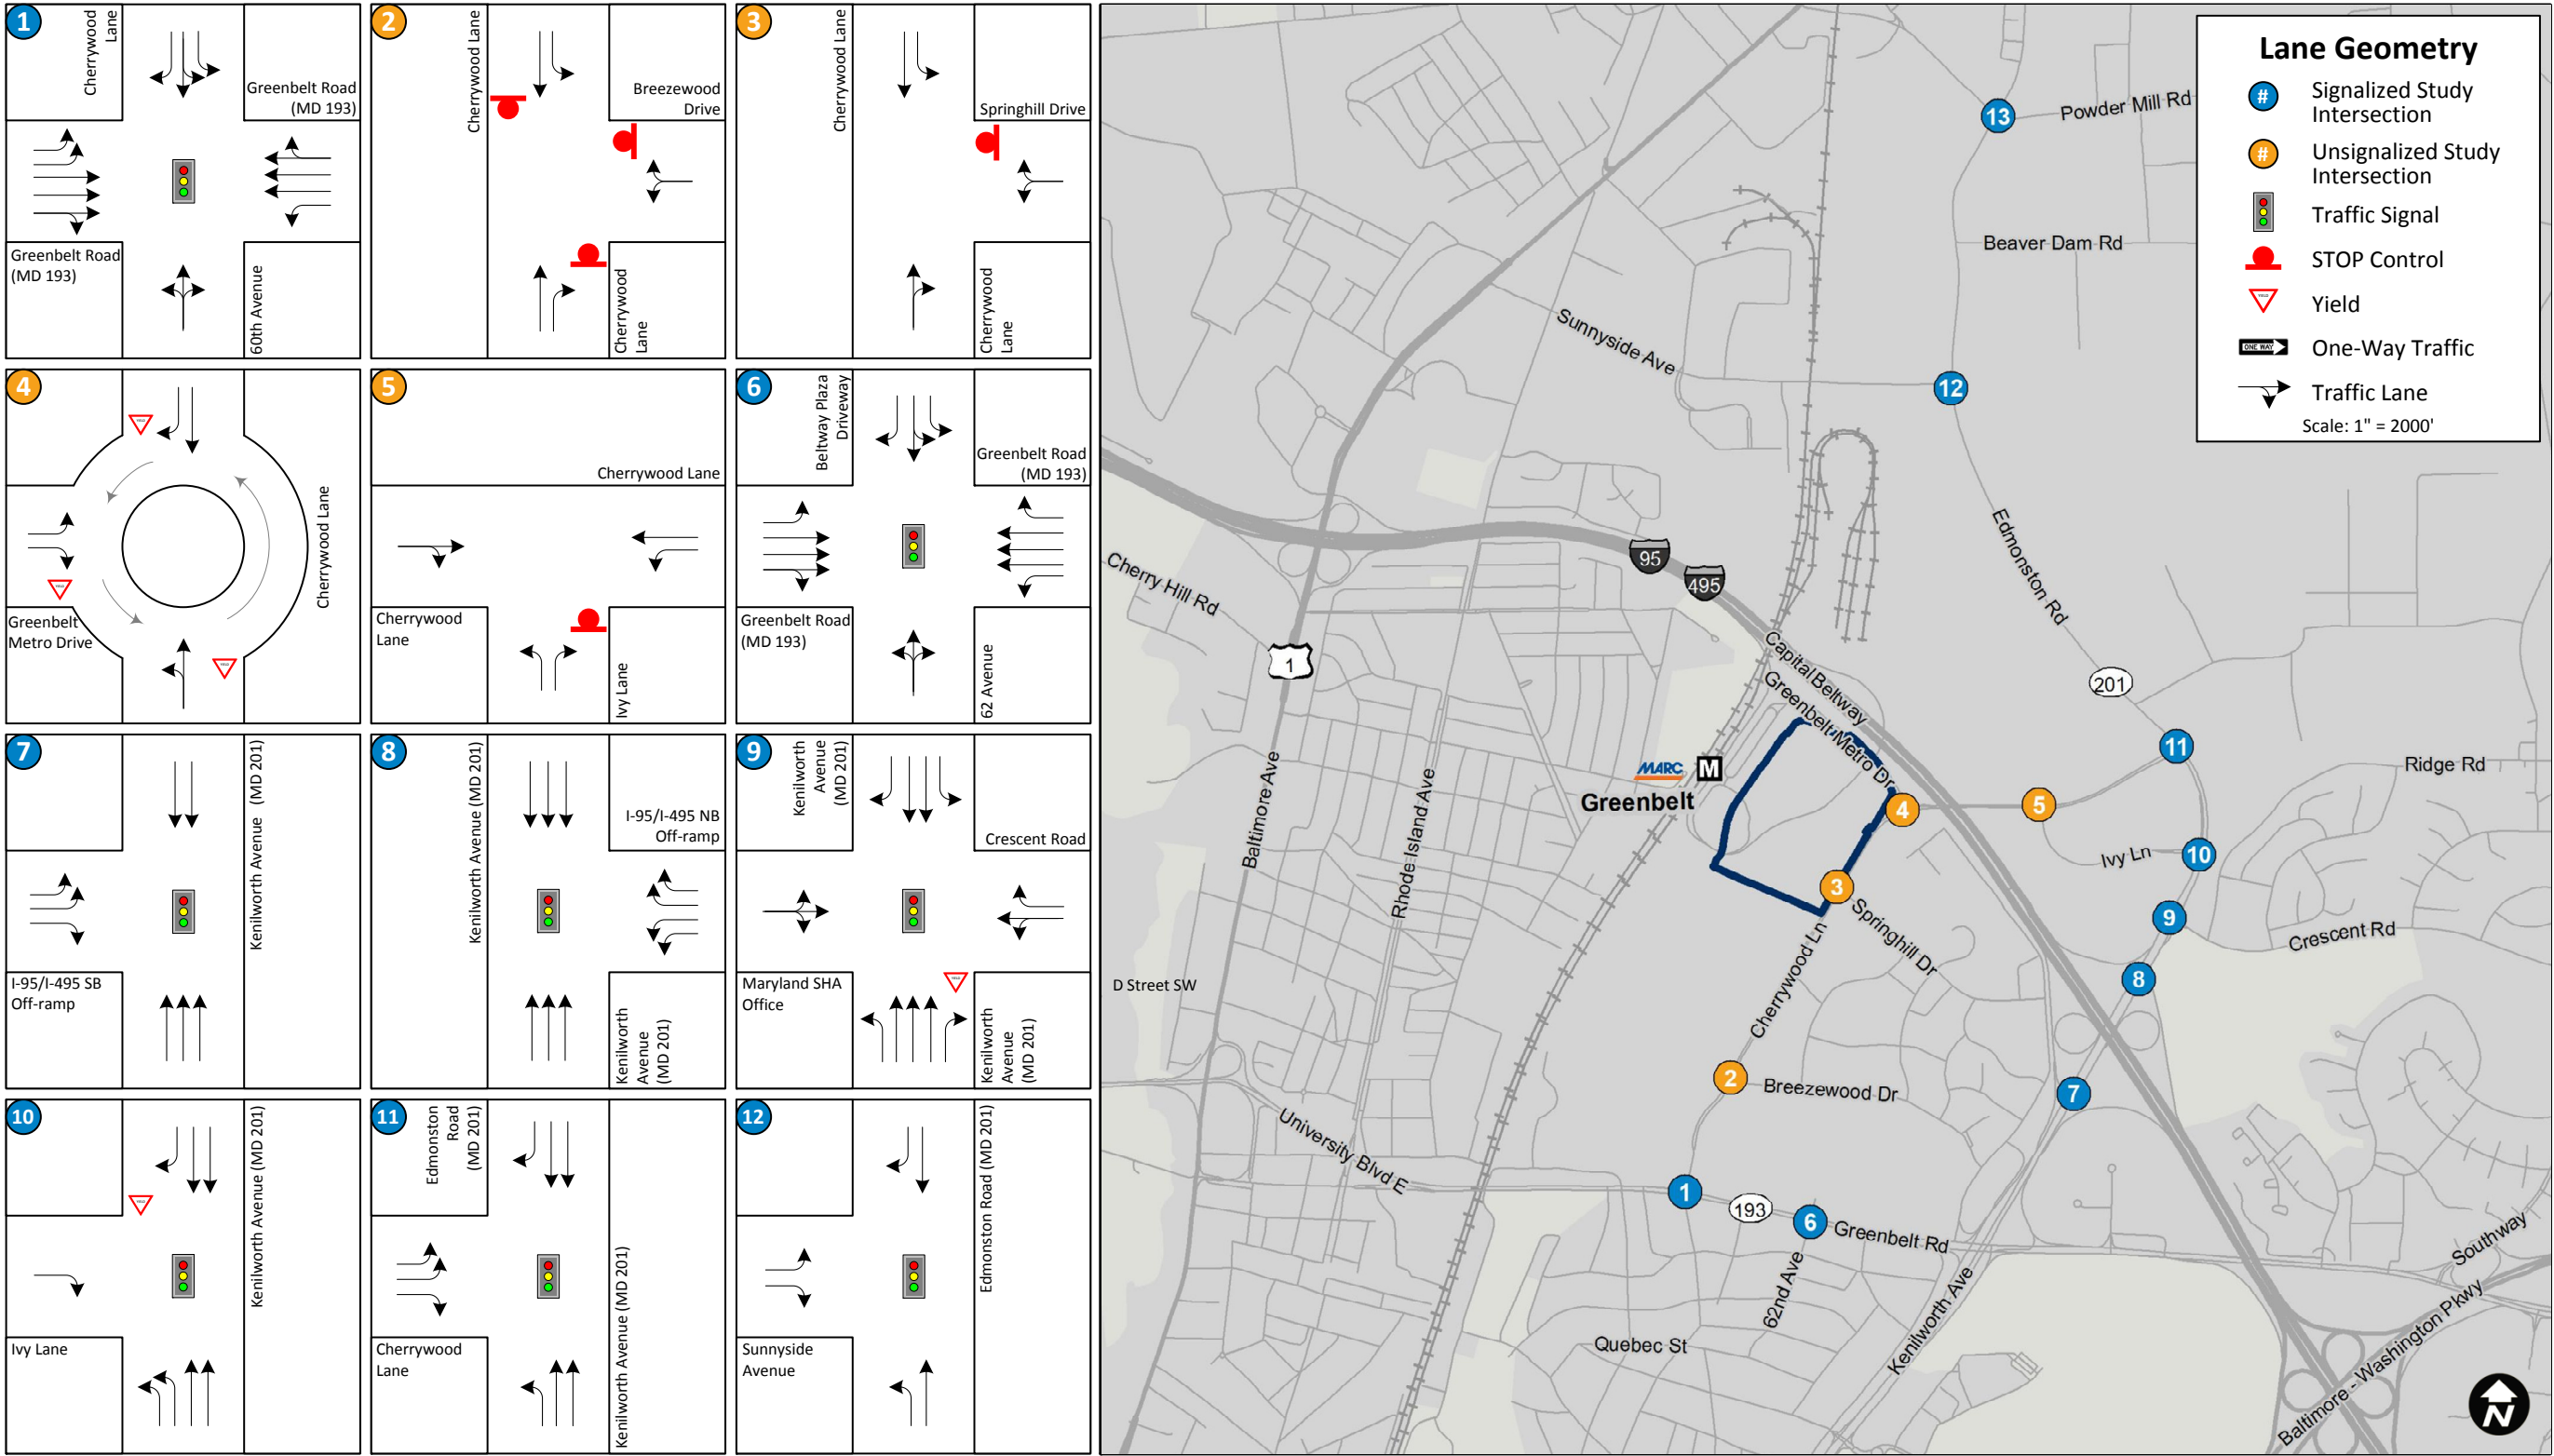 1
Cherrywood
Lane
Greenbelt Road
(MD 193)
Greenbelt Road
(MD 193)
60th Avenue
2
Cherrywood Lane
Breezewood
Drive
Cherrywood
Lane
3
Cherrywood Lane
Springhill Drive
Cherrywood
Lane
4
Cherrywood Lane
Greenbelt
Metro Drive
5
Cherrywood Lane
Cherrywood
Lane
Ivy Lane
6
Beltway Plaza
Driveway
Greenbelt Road
(MD 193)
Greenbelt Road
(MD 193)
62 Avenue
7
Kenilworth Avenue (MD 201)
I-95/I-495 SB
Off-ramp
8
Kenilworth Avenue (MD 201)
I-95/I-495 NB
Off-ramp
Kenilworth
Avenue
(MD 201)
9
Kenilworth
Avenue
(MD 201)
Crescent Road
Maryland SHA
Office
YIELD
Kenilworth
Avenue
(MD 201)
10
Kenilworth Avenue (MD 201)
Ivy Lane
11
Edmonston
Road
(MD 201)
Cherrywood
Lane
Kenilworth Avenue (MD 201)
12
Edmonston Road (MD 201)
Sunnyside
Avenue
Lane Geometry
# Signalized Study
Intersection
# Unsignalized Study
Intersection
Traffic Signal
STOP Control
Yield
ONE WAY One-Way Traffic
Traffic Lane
Scale: 1" = 2000'
13
Powder Mill Rd
Beaver Dam Rd
Sunnyside Ave
12
Edmonston Rd
95
495
Cherry Hill Rd
1
Capital Beltway
Greenbelt Metro Dr
201
11
Ridge Rd
MARC M
Greenbelt
4
5
Ivy Ln
10
Baltimore Ave
Rhode Island Ave
3
Springhill Dr
9
Crescent Rd
8
D Street SW
Cherrywood Ln
2
Breezewood Dr
7
University Blvd E
1
193
6
Greenbelt Rd
62nd Ave
Kenilworth Ave
Quebec St
Southway
Baltimore - Washington Pkwy
N